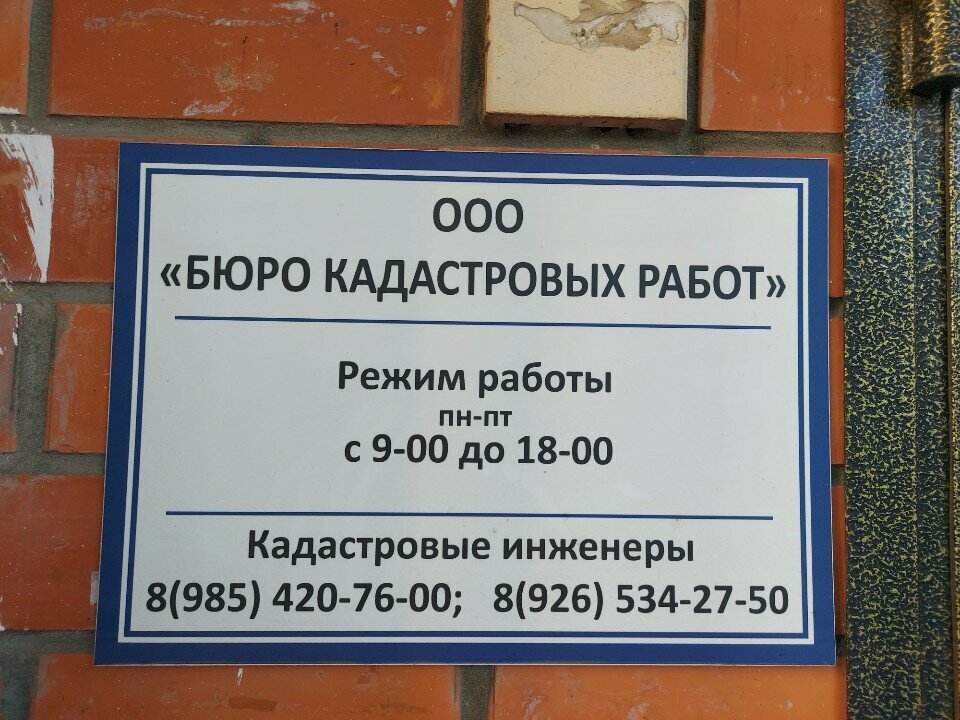 ООО
«БЮРО КАДАСТРОВЫХ РАБОТ»
Режим работы
пн-пт
с 9-00 до 18-00
Кадастровые инженеры
8(985) 420-76-00; 8(926) 534-27-50